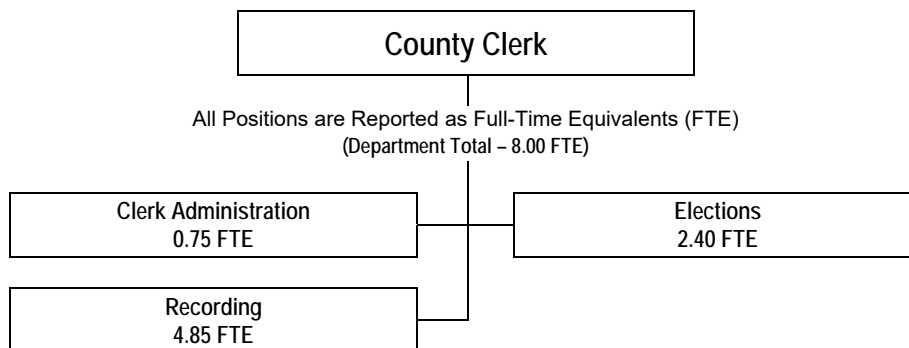 County Clerk
All Positions are Reported as Full-Time Equivalents (FTE)
(Department Total – 8.00 FTE)
Clerk Administration
0.75 FTE
Elections
2.40 FTE
Recording
4.85 FTE